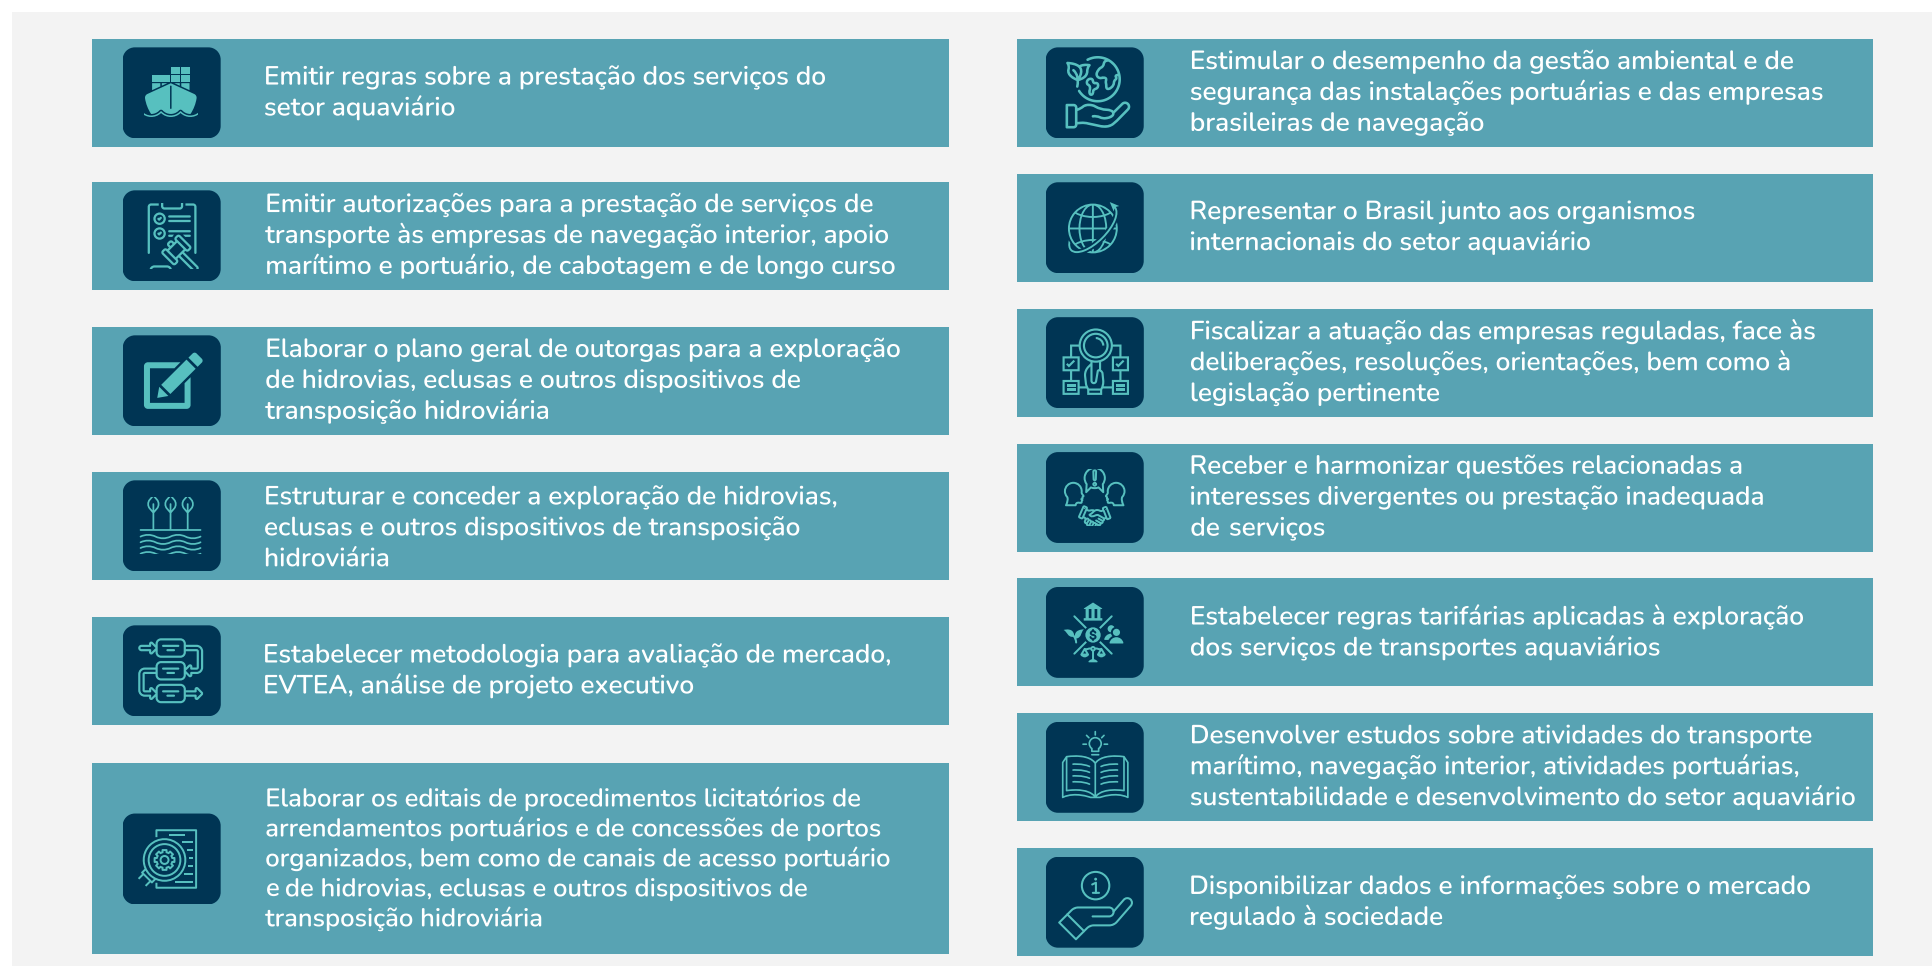 Emitir regras sobre a prestação dos serviços do
setor aquaviário
Emitir autorizações para a prestação de serviços de
transporte às empresas de navegação interior, apoio
marítimo e portuário, de cabotagem e de longo curso
Elaborar o plano geral de outorgas para a exploração
de hidrovias, eclusas e outros dispositivos de
transposição hidroviária
Estruturar e conceder a exploração de hidrovias,
eclusas e outros dispositivos de transposição
hidroviária
Estabelecer metodologia para avaliação de mercado,
EVTEA, análise de projeto executivo
Elaborar os editais de procedimentos licitatórios de
arrendamentos portuários e de concessões de portos
organizados, bem como de canais de acesso portuário
e de hidrovias, eclusas e outros dispositivos de
transposição hidroviária
Estimular o desempenho da gestão ambiental e de
segurança das instalações portuárias e das empresas
brasileiras de navegação
Representar o Brasil junto aos organismos
internacionais do setor aquaviário
Fiscalizar a atuação das empresas reguladas, face às
deliberações, resoluções, orientações, bem como à
legislação pertinente
Receber e harmonizar questões relacionadas a
interesses divergentes ou prestação inadequada
de serviços
Estabelecer regras tarifárias aplicadas à exploração
dos serviços de transportes aquaviários
Desenvolver estudos sobre atividades do transporte
marítimo, navegação interior, atividades portuárias,
sustentabilidade e desenvolvimento do setor aquaviário
Disponibilizar dados e informações sobre o mercado
regulado à sociedade